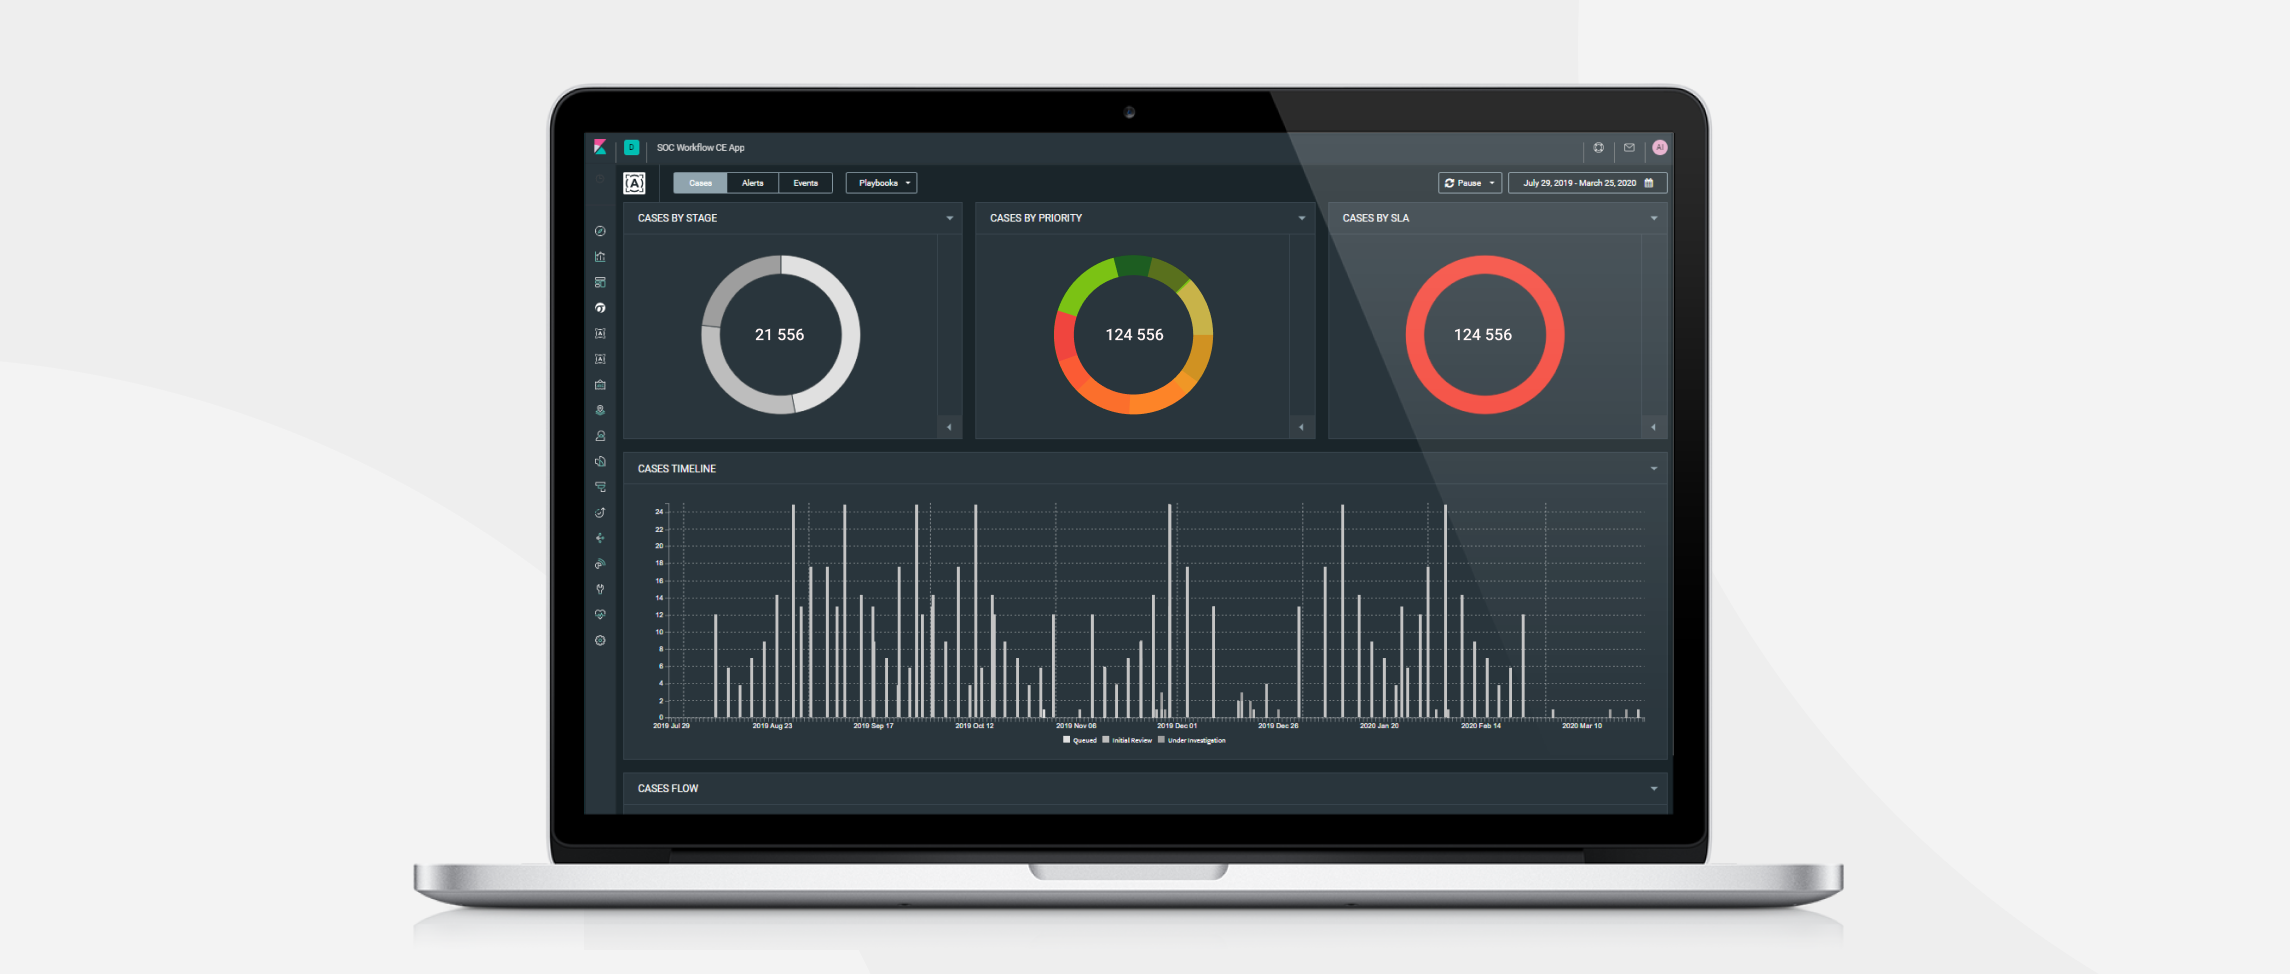 D SOC Workflow CE App AI
[A] Cases Alerts Events Playbooks Pause July 29, 2019 - March 25, 2020
CASES BY STAGE CASES BY PRIORITY CASES BY SLA
21 556 124 556 124 556
CASES TIMELINE
24
22
20
18
16
14
12
10
8
6
4
2
0
2019 Jul 29 2019 Aug 23 2019 Sep 17 2019 Oct 12 2019 Nov 06 2019 Dec 01 2019 Dec 26 2020 Jan 20 2020 Feb 14 2020 Mar 10
Queued Initial Review Under Investigation
CASES FLOW